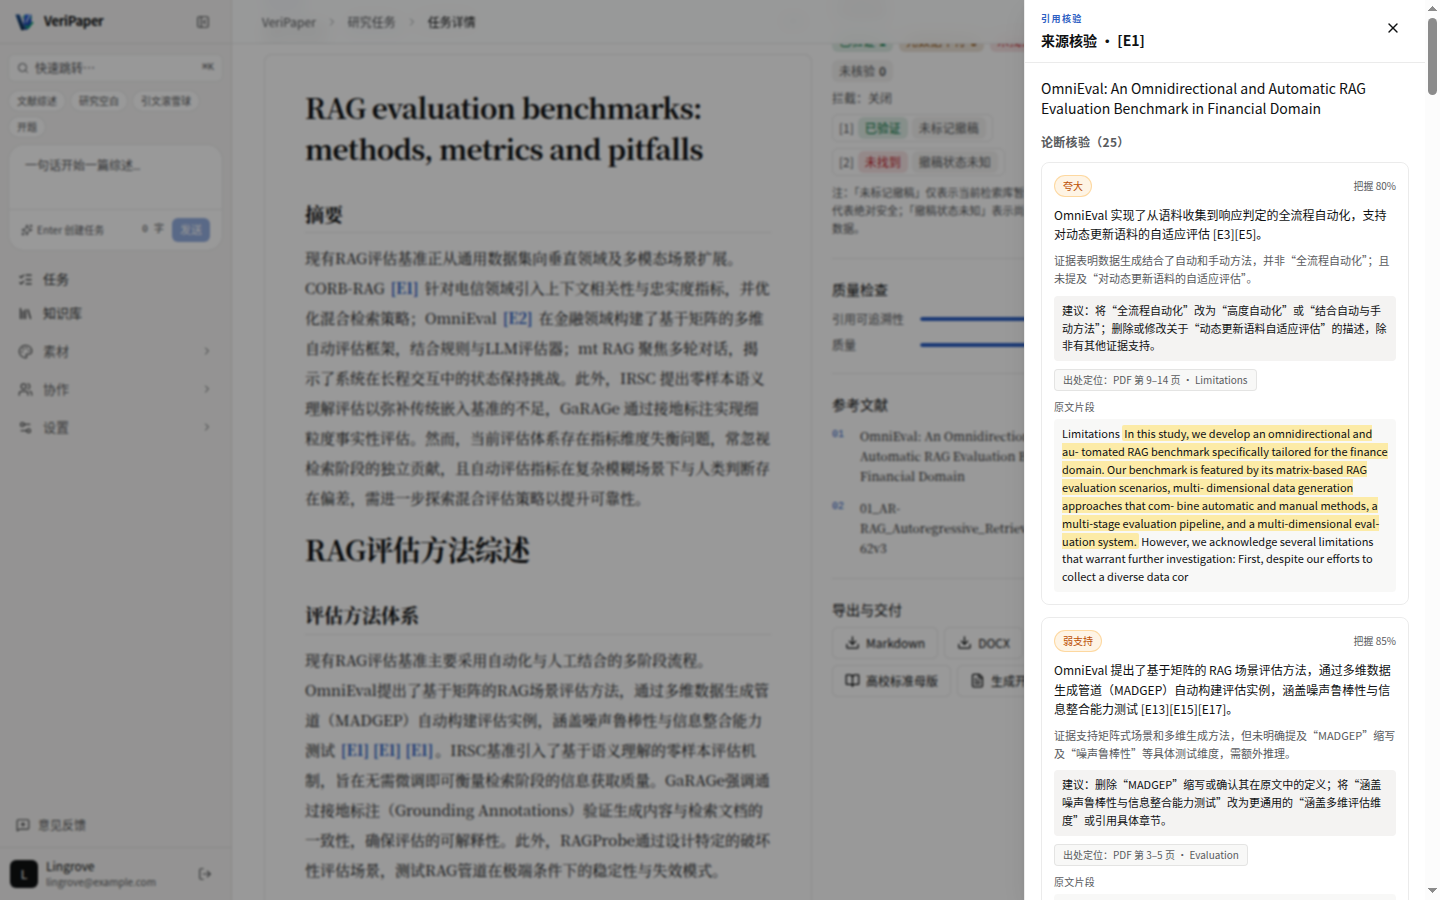 VeriPaper
快速跳转… ⌘K
文献综述 研究空白 引文滚雪球
开题
一句话开始一篇综述…
Enter 创建任务 0 字 发送
任务
知识库
素材
协作
设置
意见反馈
L Lingrove
lingrove@example.com
VeriPaper > 研究任务 > 任务详情
RAG evaluation benchmarks:
methods, metrics and pitfalls
摘要
现有RAG评估基准正从通用数据集向垂直领域及多模态场景扩展。
CORB-RAG [E1] 针对电信领域引入上下文相关性与忠实度指标，并优
化混合检索策略；OmniEval [E2] 在金融领域构建了基于矩阵的多维
自动评估框架，结合规则与LLM评估器；mt RAG 聚焦多轮对话，揭
示了系统在长程交互中的状态保持挑战。此外，IRSC 提出零样本语义
理解评估以弥补传统嵌入基准的不足，GaRAGe 通过接地标注实现细
粒度事实性评估。然而，当前评估体系存在指标维度失衡问题，常忽视
检索阶段的独立贡献，且自动评估指标在复杂模糊场景下与人类判断存
在偏差，需进一步探索混合评估策略以提升可靠性。
RAG评估方法综述
评估方法体系
现有RAG评估基准主要采用自动化与人工结合的多阶段流程。
OmniEval提出了基于矩阵的RAG场景评估方法，通过多维数据生成管
道（MADGEP）自动构建评估实例，涵盖噪声鲁棒性与信息整合能力
测试 [E1] [E1] [E1]。IRSC基准引入了基于语义理解的零样本评估机
制，旨在无需微调即可衡量检索阶段的信息获取质量。GaRAGe强调通
过接地标注（Grounding Annotations）验证生成内容与检索文档的
一致性，确保评估的可解释性。此外，RAGProbe通过设计特定的破坏
性评估场景，测试RAG管道在极端条件下的稳定性与失效模式。
未核验 0
拦截：关闭
[1] 已验证 未标记撤稿
[2] 未找到 撤稿状态未知
注：「未标记撤稿」仅表示当前检索库暂
代表绝对安全；「撤稿状态未知」表示尚
数据。
质量检查
引用可追溯性
质量
参考文献
01 OmniEval: An Omnidirectio
Automatic RAG Evaluation B
Financial Domain
02 01_AR-
RAG_Autoregressive_Retriev
62v3
导出与交付
Markdown DOCX
高校标准母版 生成开
引用核验
来源核验 · [E1]
OmniEval: An Omnidirectional and Automatic RAG
Evaluation Benchmark in Financial Domain
论断核验（25）
夸大 把握 80%
OmniEval 实现了从语料收集到响应判定的全流程自动化，支持
对动态更新语料的自适应评估 [E3][E5]。
证据表明数据生成结合了自动和手动方法，并非“全流程自动化”；且
未提及“对动态更新语料的自适应评估”。
建议：将“全流程自动化”改为“高度自动化”或“结合自动与手
动方法”；删除或修改关于“动态更新语料自适应评估”的描述，除
非有其他证据支持。
出处定位：PDF 第 9–14 页 · Limitations
原文片段
Limitations In this study, we develop an omnidirectional and
au- tomated RAG benchmark specifically tailored for the finance
domain. Our benchmark is featured by its matrix-based RAG
evaluation scenarios, multi- dimensional data generation
approaches that com- bine automatic and manual methods, a
multi-stage evaluation pipeline, and a multi-dimensional eval-
uation system. However, we acknowledge several limitations
that warrant further investigation: First, despite our efforts to
collect a diverse data cor
弱支持 把握 85%
OmniEval 提出了基于矩阵的 RAG 场景评估方法，通过多维数据
生成管道（MADGEP）自动构建评估实例，涵盖噪声鲁棒性与信
息整合能力测试 [E13][E15][E17]。
证据支持矩阵式场景和多维生成方法，但未明确提及“MADGEP”缩写
及“噪声鲁棒性”等具体测试维度，需额外推理。
建议：删除“MADGEP”缩写或确认其在原文中的定义；将“涵盖
噪声鲁棒性与信息整合能力测试”改为更通用的“涵盖多维评估维
度”或引用具体章节。
出处定位：PDF 第 3–5 页 · Evaluation
原文片段